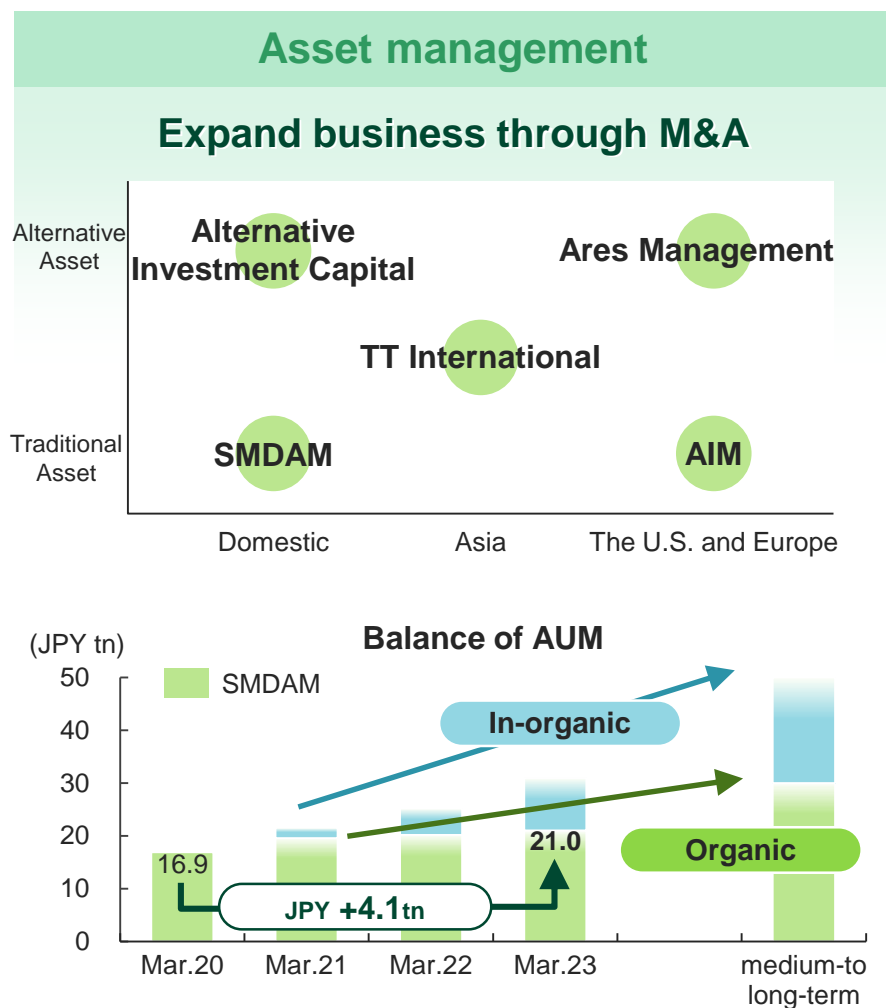 Asset management
Expand business through M&A
Alternative
Asset
Alternative
Investment Capital
Ares Management
TT International
Traditional
Asset
SMDAM
AIM
Domestic
Asia
The U.S. and Europe
(JPY tn)
Balance of AUM
50
40
30
20
10
0
SMDAM
In-organic
Organic
16.9
21.0
JPY +4.1tn
Mar.20
Mar.21
Mar.22
Mar.23
medium-to
long-term